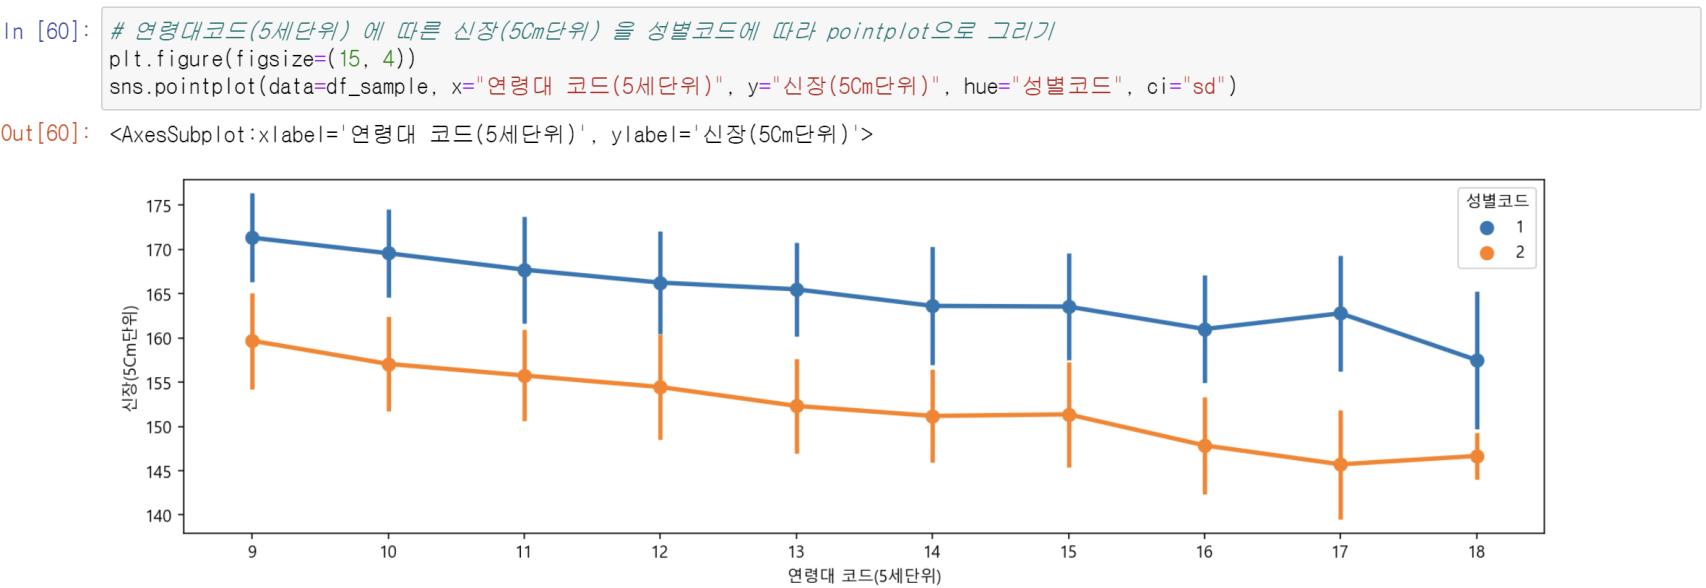 In [60]: # 연령대코드(5세단위) 에 따른 신장(5Cm단위) 을 성별코드에 따라 pointplot으로 그리기
plt.figure(figsize=(15, 4))
sns.pointplot(data=df_sample, x="연령대 코드(5세단위)", y="신장(5Cm단위)", hue="성별코드", ci="sd")
Out[60]: <AxesSubplot:xlabel='연령대 코드(5세단위)', ylabel='신장(5Cm단위)'>
성별코드
1
2
175
170
165
160
155
150
145
140
신장(5Cm단위)
9 10 11 12 13 14 15 16 17 18
연령대 코드(5세단위)